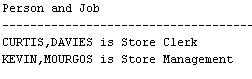 Person and Job
----------------------------------------
CURTIS,DAVIES is Store Clerk
KEVIN,MOURGOS is Store Management